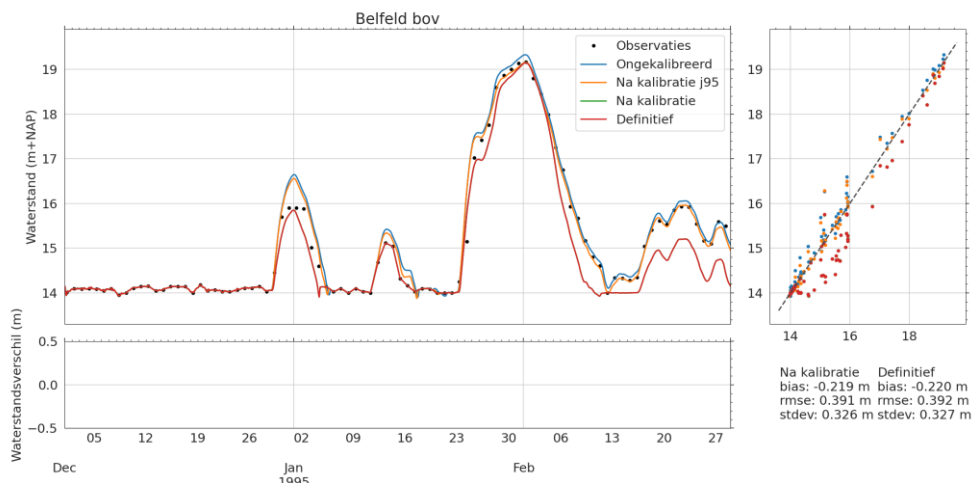 Belfeld bov
Waterstand (m+NAP)
19
18
17
16
15
14
Observaties
Ongekalibreerd
Na kalibratie j95
Na kalibratie
Definitief
Waterstandsverschil (m)
0.5
0.0
−0.5
05 12 19 26 02 09 16 23 30 06 13 20 27
Dec Jan Feb
1995
19
18
17
16
15
14
14 16 18
Na kalibratie Definitief
bias: -0.219 m bias: -0.220 m
rmse: 0.391 m rmse: 0.392 m
stdev: 0.326 m stdev: 0.327 m